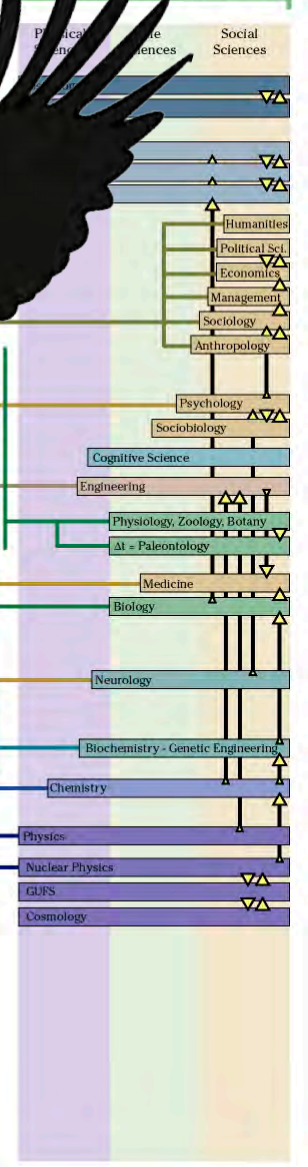 Social
Sciences
Humanities
Political Sci.
Economics
Management
Sociology
Anthropology
Psychology
Sociobiology
Cognitive Science
Engineering
Physiology, Zoology, Botany
Δt = Paleontology
Medicine
Biology
Neurology
Biochemistry - Genetic Engineering
Chemistry
Physics
Nuclear Physics
GUFS
Cosmology